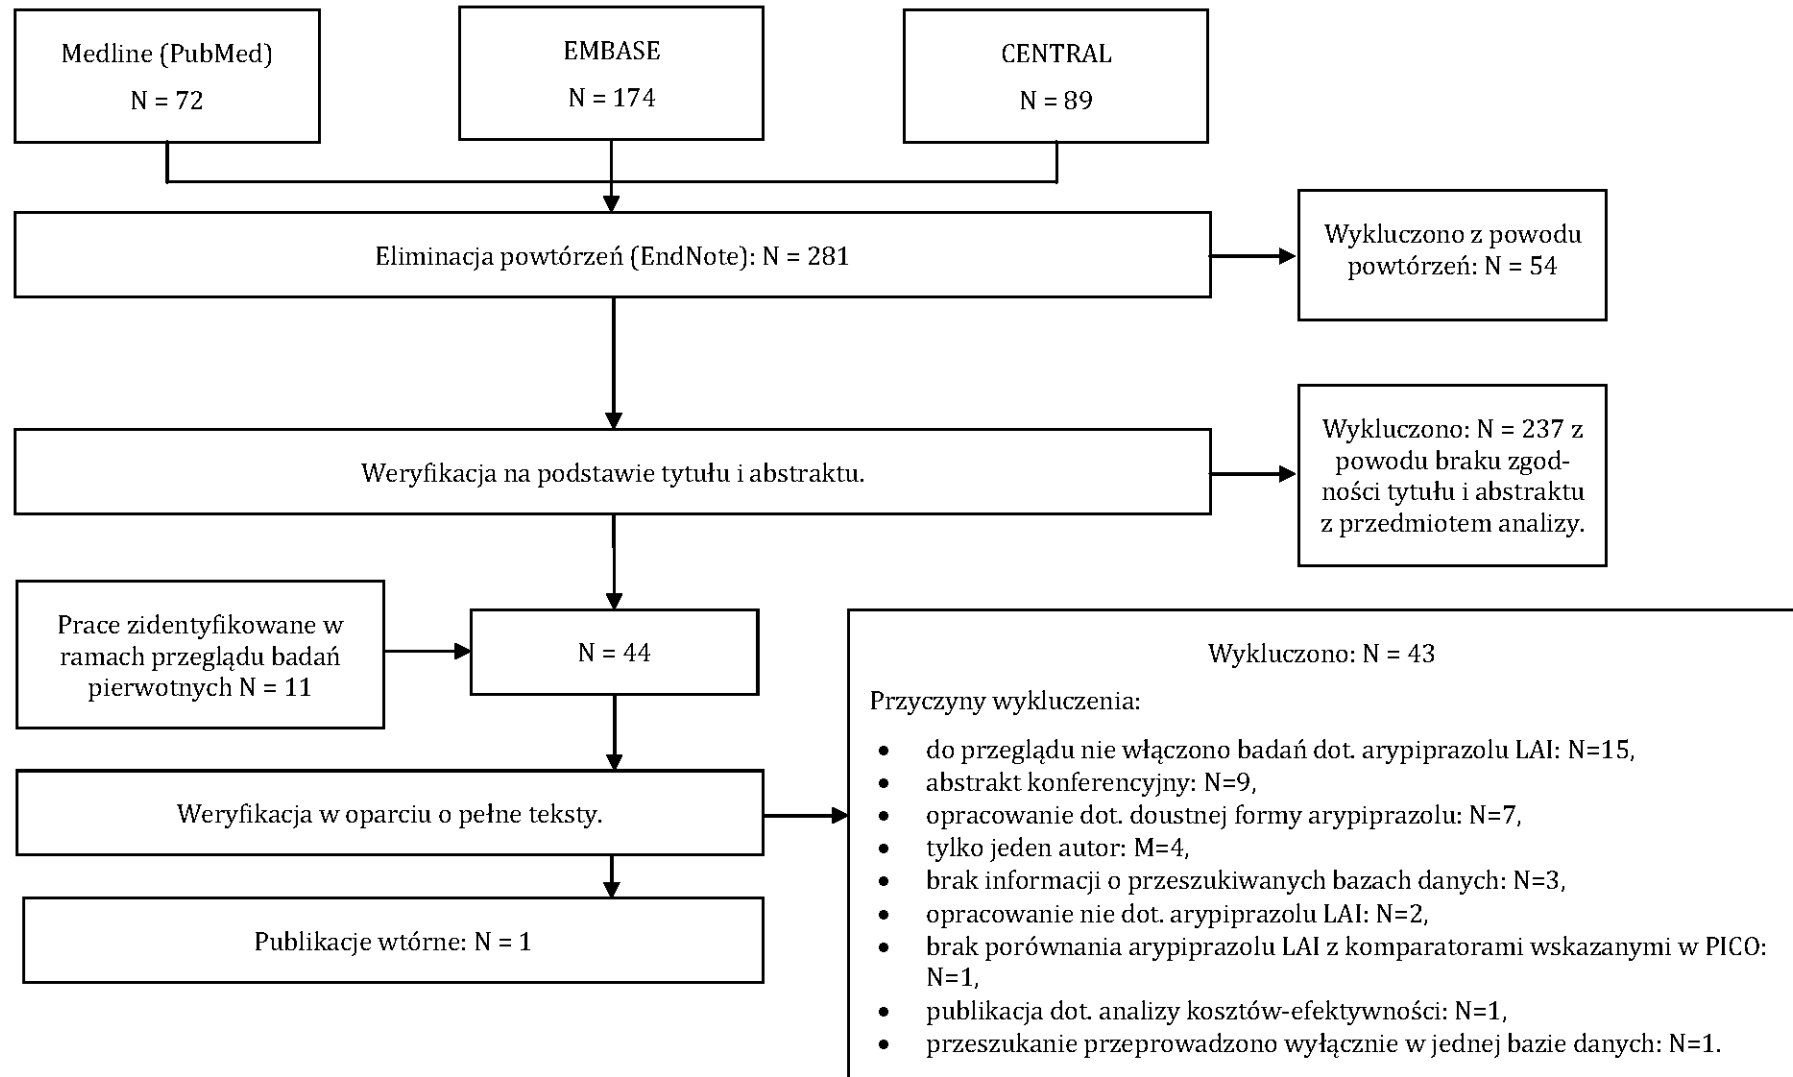 Medline (PubMed)
N = 72
EMBASE
N = 174
CENTRAL
N = 89
Eliminacja powtórzeń (EndNote): N = 281
Wykluczono z powodu
powtórzeń: N = 54
Weryfikacja na podstawie tytułu i abstraktu.
Wykluczono: N = 237 z
powodu braku zgod-
ności tytułu i abstraktu
z przedmiotem analizy.
Prace zidentyfikowane w
ramach przeglądu badań
pierwotnych N = 11
N = 44
Weryfikacja w oparciu o pełne teksty.
Wykluczono: N = 43
Przyczyny wykluczenia:
• do przeglądu nie włączono badań dot. arypiprazolu LAI: N=15,
• abstrakt konferencyjny: N=9,
• opracowanie dot. doustnej formy arypiprazolu: N=7,
• tylko jeden autor: M=4,
• brak informacji o przeszukiwanych bazach danych: N=3,
• opracowanie nie dot. arypiprazolu LAI: N=2,
• brak porównania arypiprazolu LAI z komparatorami wskazanymi w PICO:
N=1,
• publikacja dot. analizy kosztów-efektywności: N=1,
• przeszukanie przeprowadzono wyłącznie w jednej bazie danych: N=1.
Publikacje wtórne: N = 1